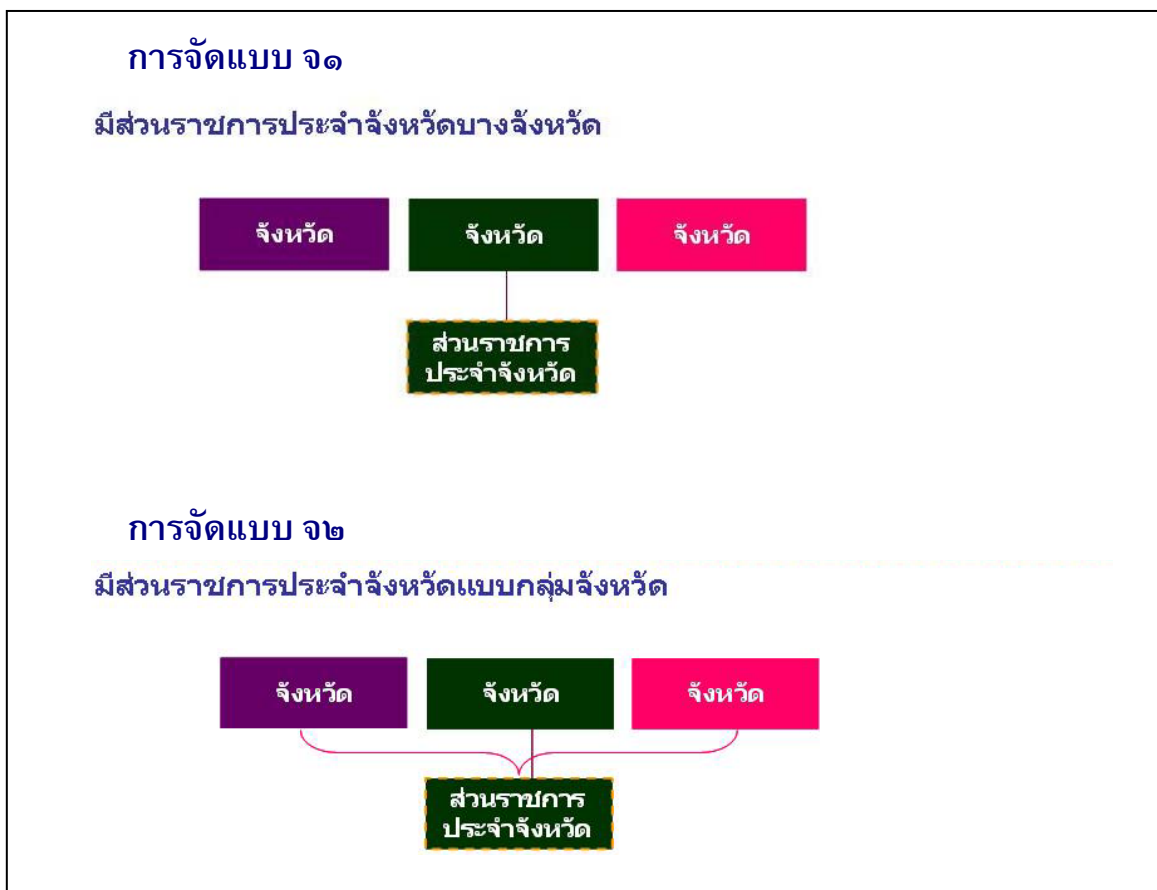 การจัดแบบ จ๑
มีส่วนราชการประจำจังหวัดบางจังหวัด
จังหวัด จังหวัด จังหวัด
ส่วนราชการ
ประจำจังหวัด
การจัดแบบ จ๒
มีส่วนราชการประจำจังหวัดแบบกลุ่มจังหวัด
จังหวัด จังหวัด จังหวัด
ส่วนราชการ
ประจำจังหวัด